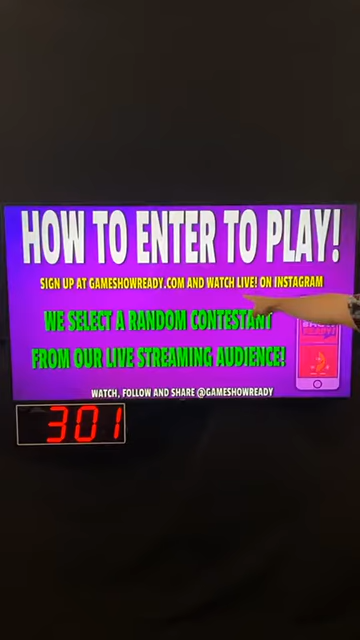 HOW TO ENTER TO PLAY!
SIGN UP AT GAMESHOWREADY.COM AND WATCH LIVE! ON INSTAGRAM
WE SELECT A RANDOM CONTESTANT
FROM OUR LIVE STREAMING AUDIENCE!
WATCH, FOLLOW AND SHARE @GAMESHOWREADY
301